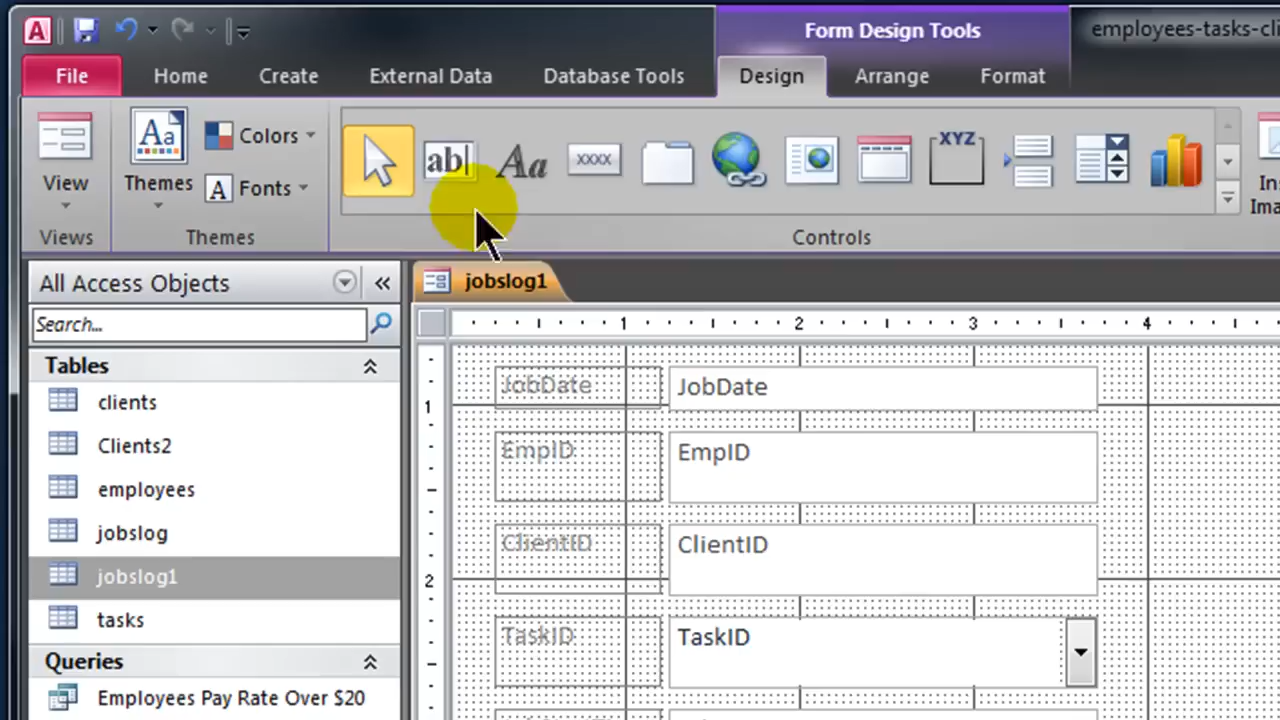 Form Design Tools
employees-tasks-cli
File Home Create External Data Database Tools Design Arrange Format
Aa Colors
ab Aa XXXX XYZ
View Themes A Fonts
Ins
Ima
Views Themes Controls
All Access Objects «
jobslog1
Search...
1 2 3 4
Tables
JobDate JobDate
clients
1
Clients2
EmpID EmpID
employees
jobslog
ClientID ClientID
jobslog1
2
tasks
TaskID TaskID
Queries
Employees Pay Rate Over $20